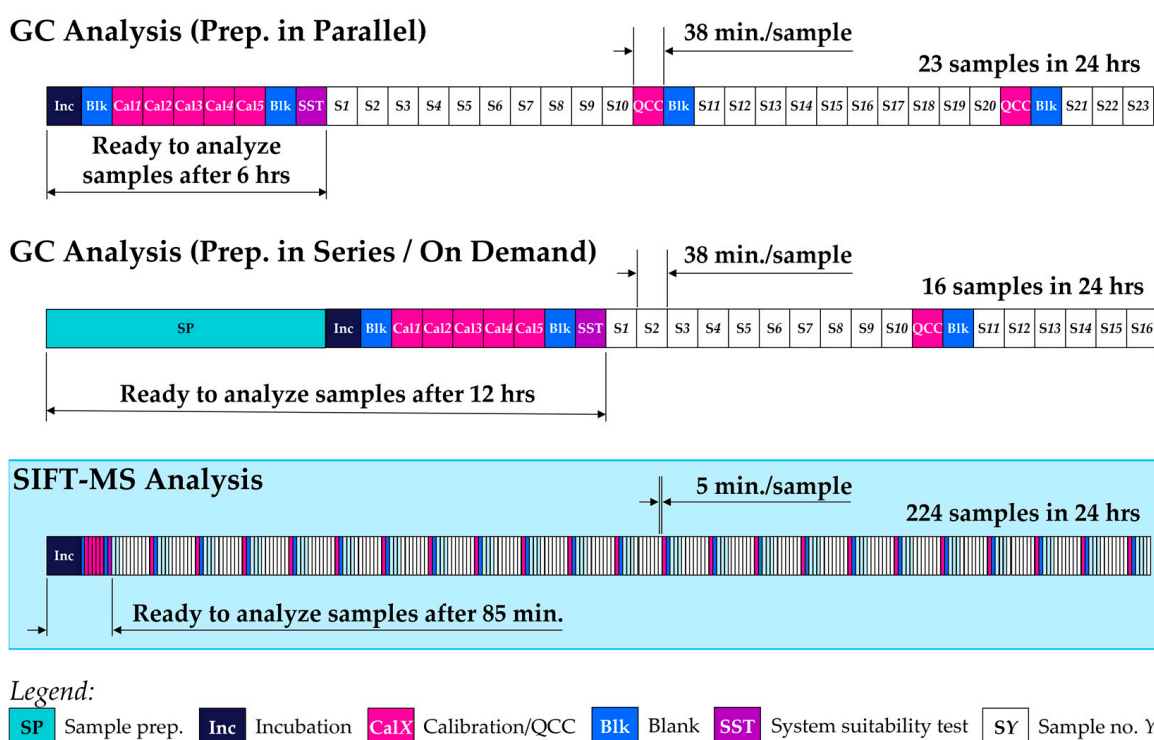 GC Analysis (Prep. in Parallel)
38 min./sample
23 samples in 24 hrs
Inc Blk Cal1 Cal2 Cal3 Cal4 Cal5 Blk SST S1 S2 S3 S4 S5 S6 S7 S8 S9 S10 QCC Blk S11 S12 S13 S14 S15 S16 S17 S18 S19 S20 QCC Blk S21 S22 S23
Ready to analyze
samples after 6 hrs
GC Analysis (Prep. in Series / On Demand)
38 min./sample
16 samples in 24 hrs
SP Inc Blk Cal1 Cal2 Cal3 Cal4 Cal5 Blk SST S1 S2 S3 S4 S5 S6 S7 S8 S9 S10 QCC Blk S11 S12 S13 S14 S15 S16
Ready to analyze samples after 12 hrs
SIFT-MS Analysis
5 min./sample
224 samples in 24 hrs
Inc
Ready to analyze samples after 85 min.
Legend:
SP Sample prep. Inc Incubation CalX Calibration/QCC Blk Blank SST System suitability test SY Sample no. Y